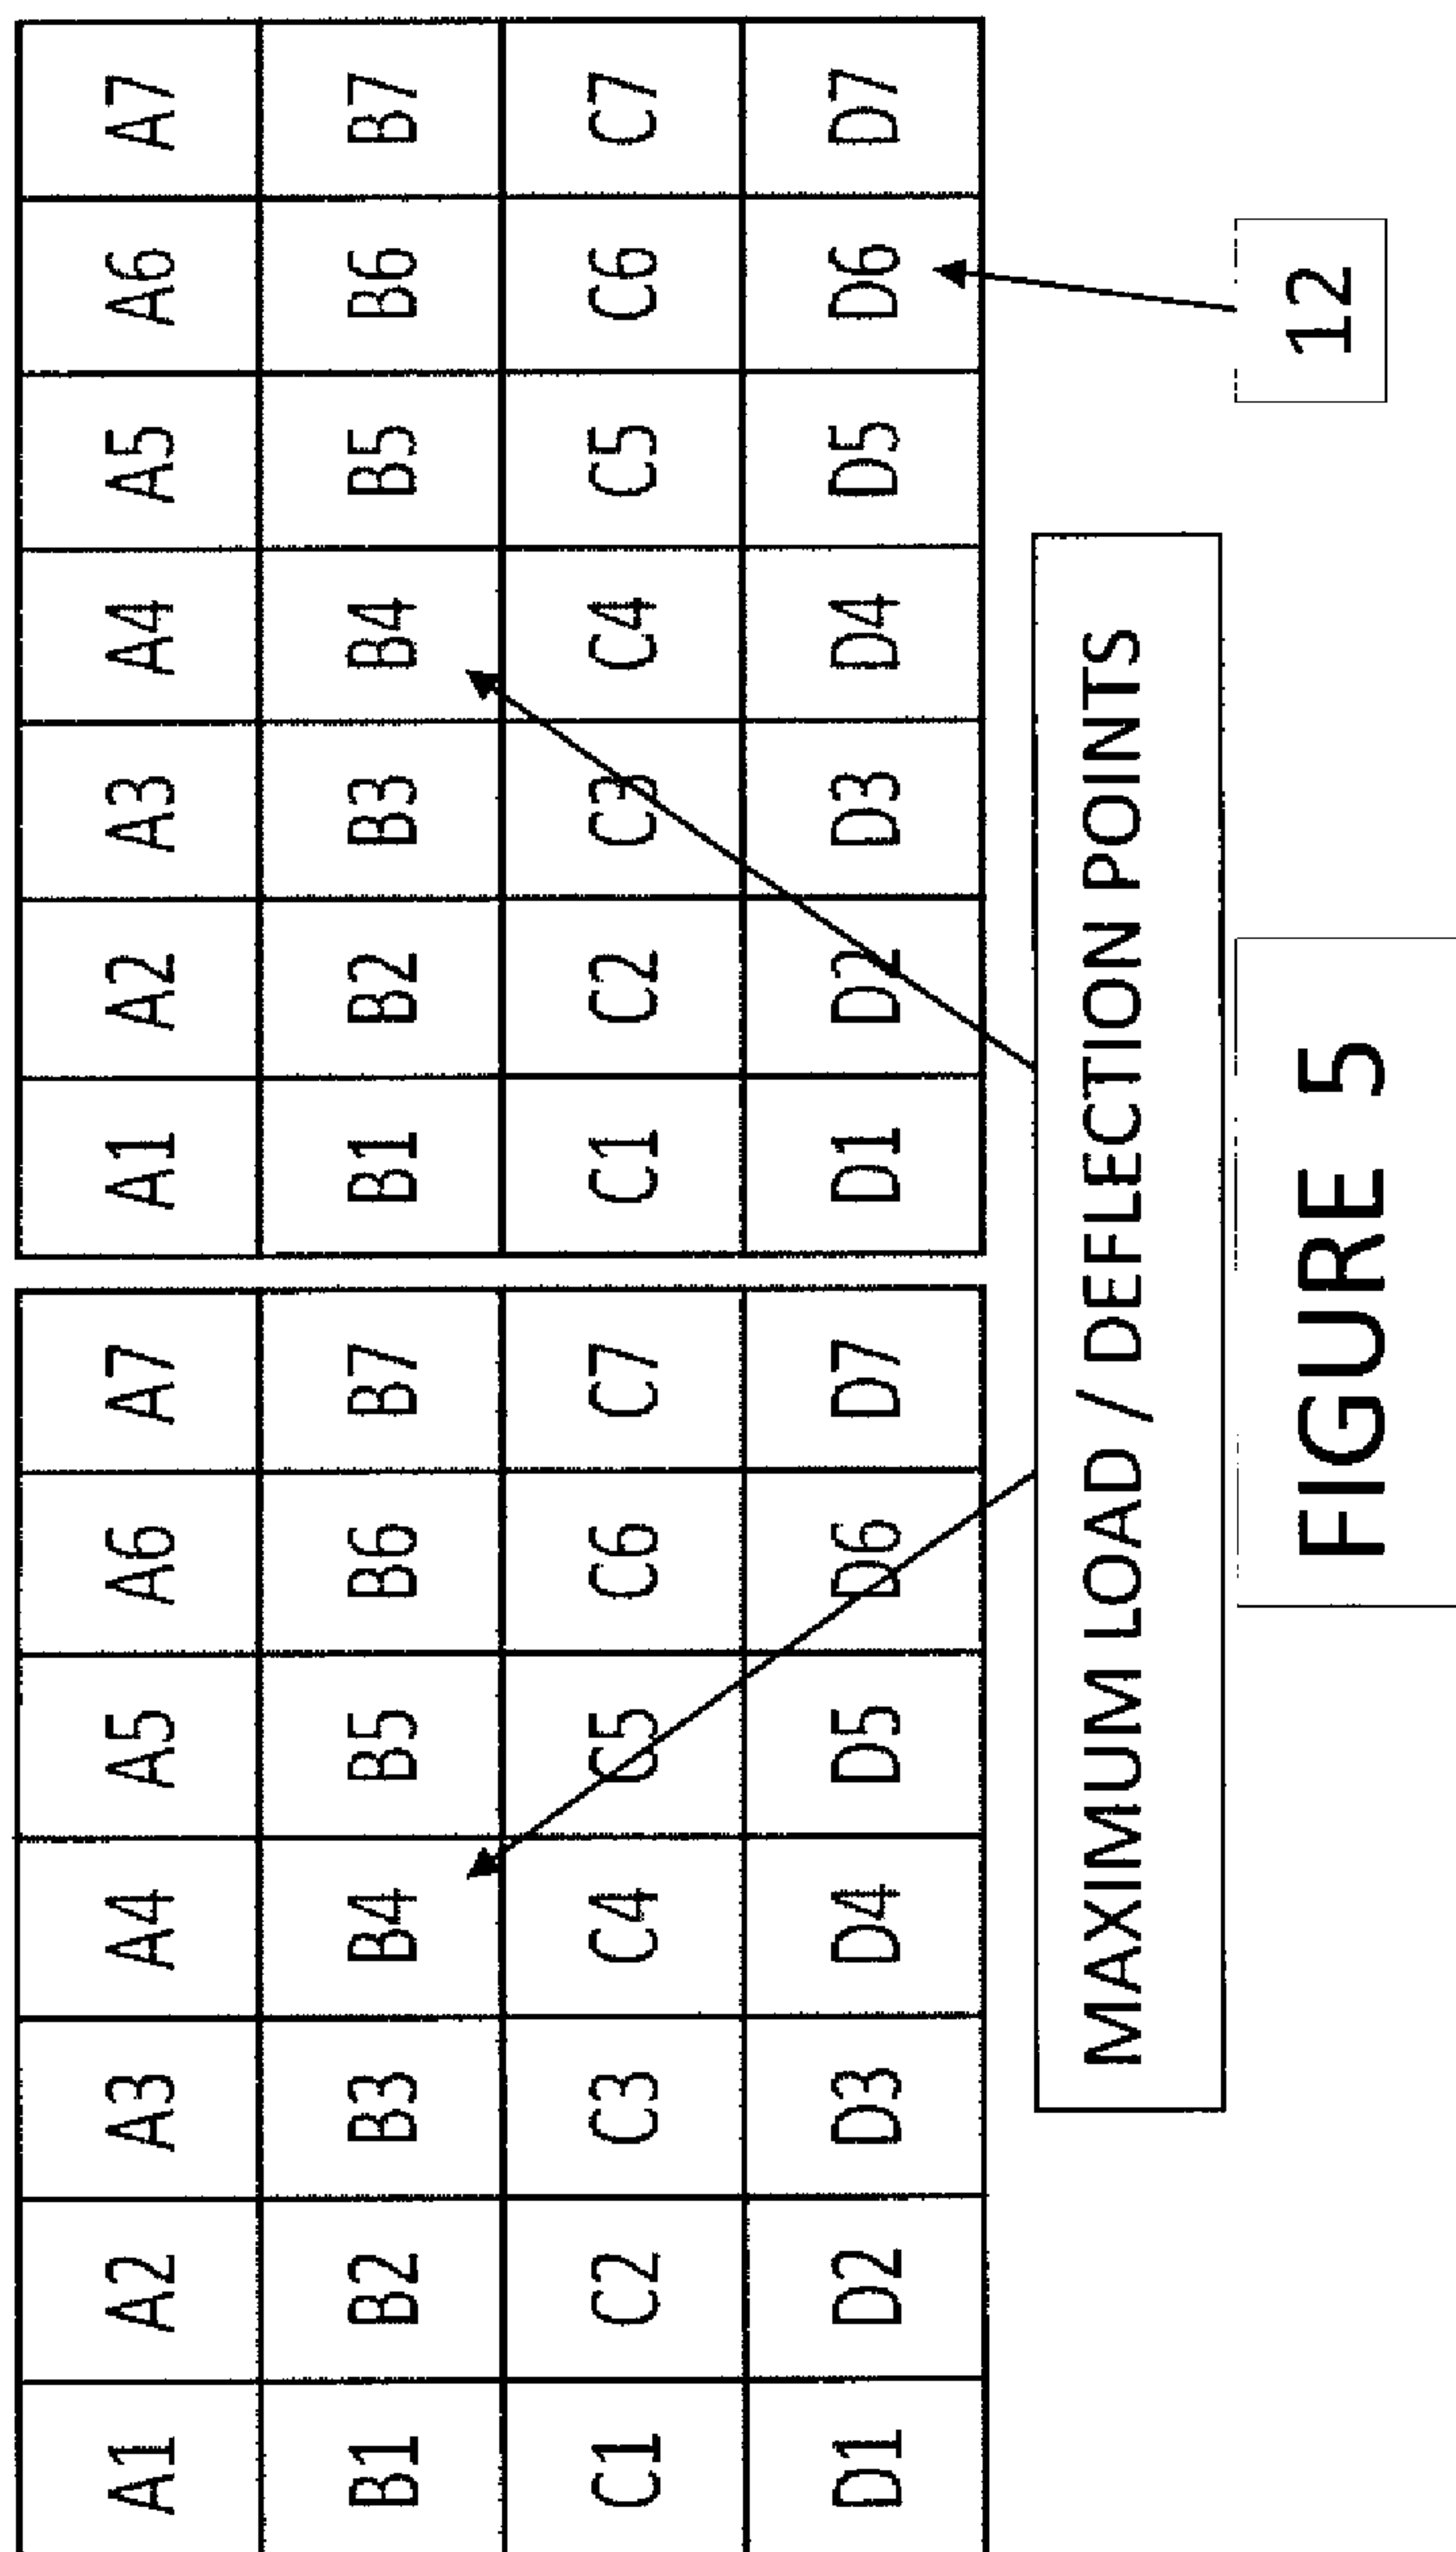 A1 A2 A3 A4 A5 A6 A7 A1 A2 A3 A4 A5 A6 A7
B1 B2 B3 B4 B5 B6 B7 B1 B2 B3 B4 B5 B6 B7
C1 C2 C3 C4 C5 C6 C7 C1 C2 C3 C4 C5 C6 C7
D1 D2 D3 D4 D5 D6 D7 D1 D2 D3 D4 D5 D6 D7
MAXIMUM LOAD / DEFLECTION POINTS
12
FIGURE 5